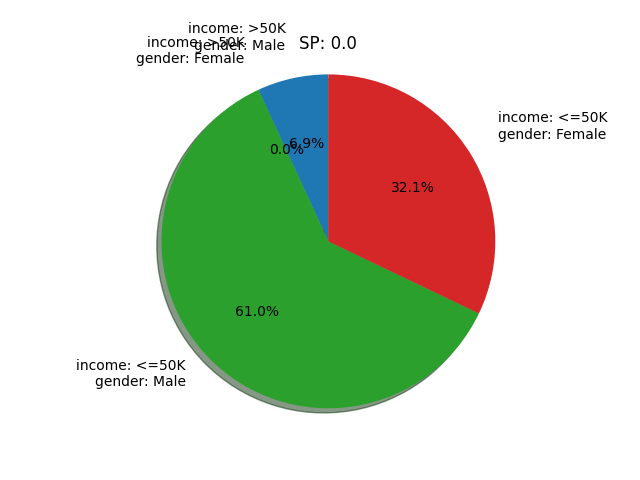 income: >50K
gender: Male
income: >50K
gender: Female
SP: 0.0
income: <=50K
gender: Female
6.9%
0.0%
32.1%
61.0%
income: <=50K
gender: Male